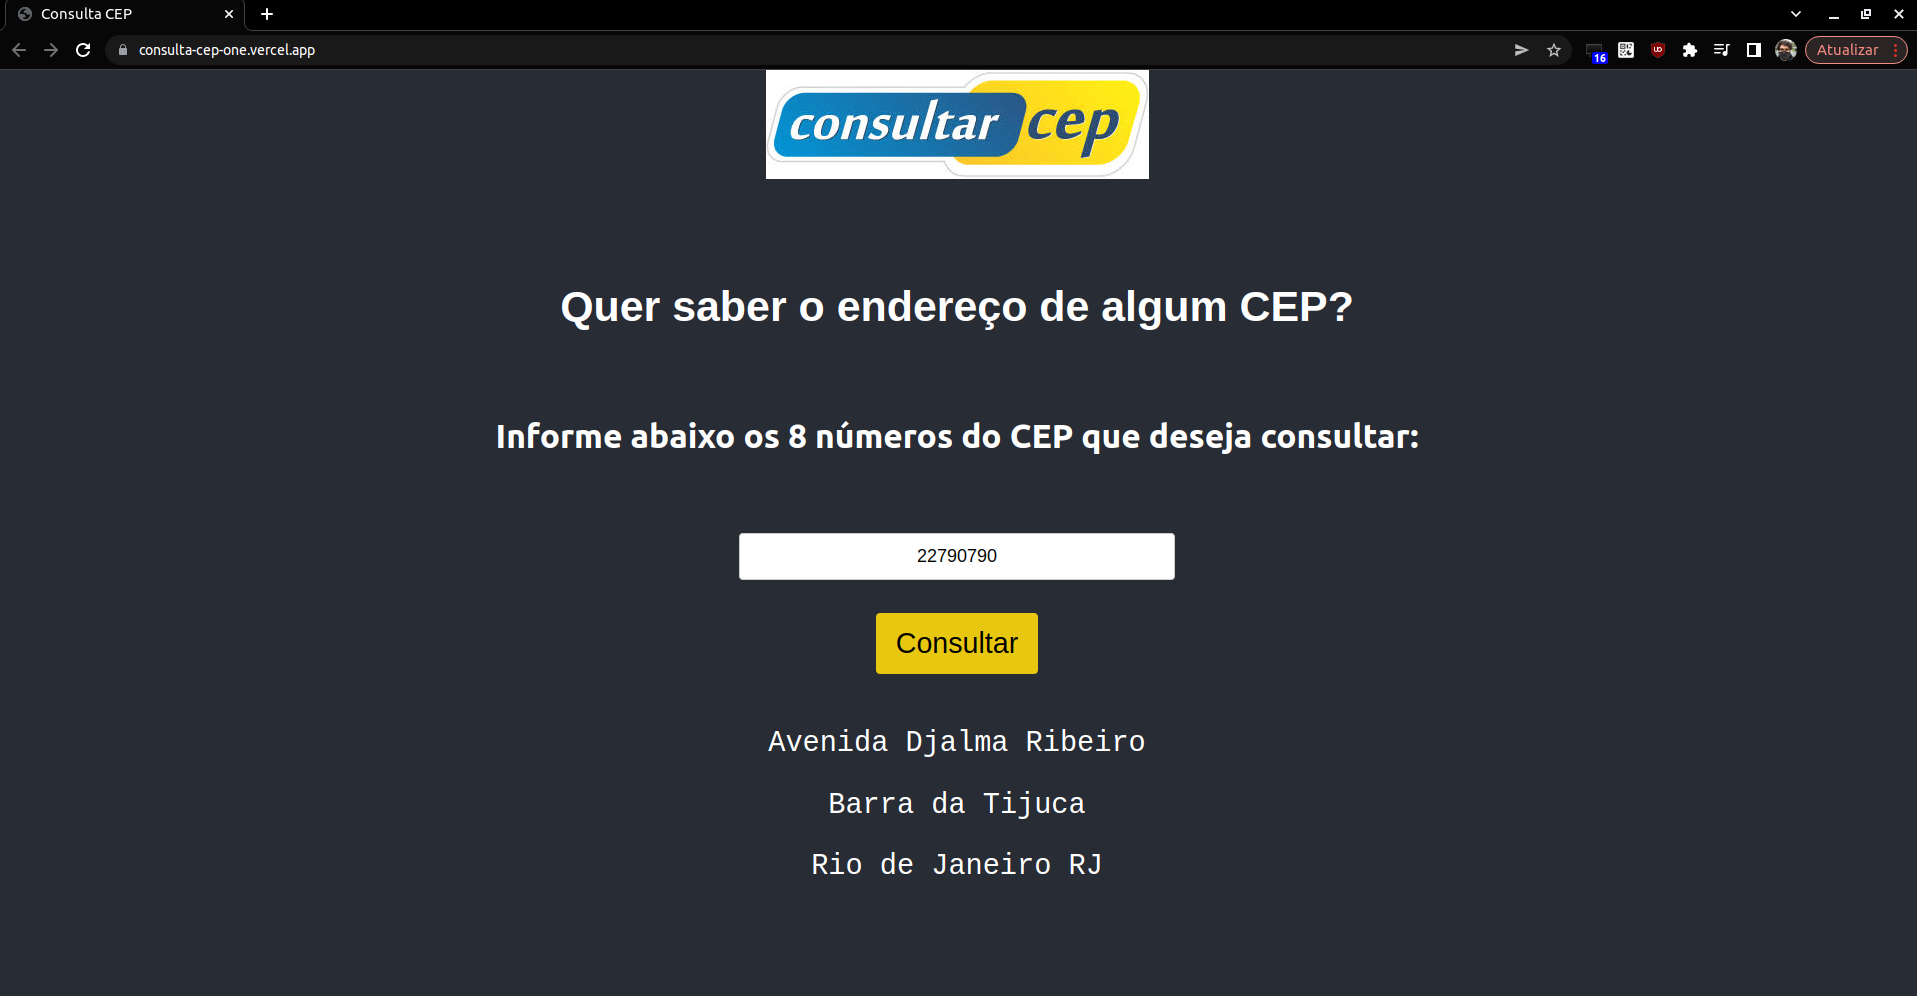 Consulta CEP
consulta-cep-one.vercel.app
16
Atualizar
consultar cep
Quer saber o endereço de algum CEP?
Informe abaixo os 8 números do CEP que deseja consultar:
22790790
Consultar
Avenida Djalma Ribeiro
Barra da Tijuca
Rio de Janeiro RJ